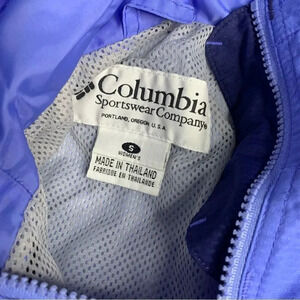 Columbia
Sportswear Company®
PORTLAND, OREGON U.S.A.
S
WOMEN'S
MADE IN THAILAND
FABRIQUE EN THAILANDE